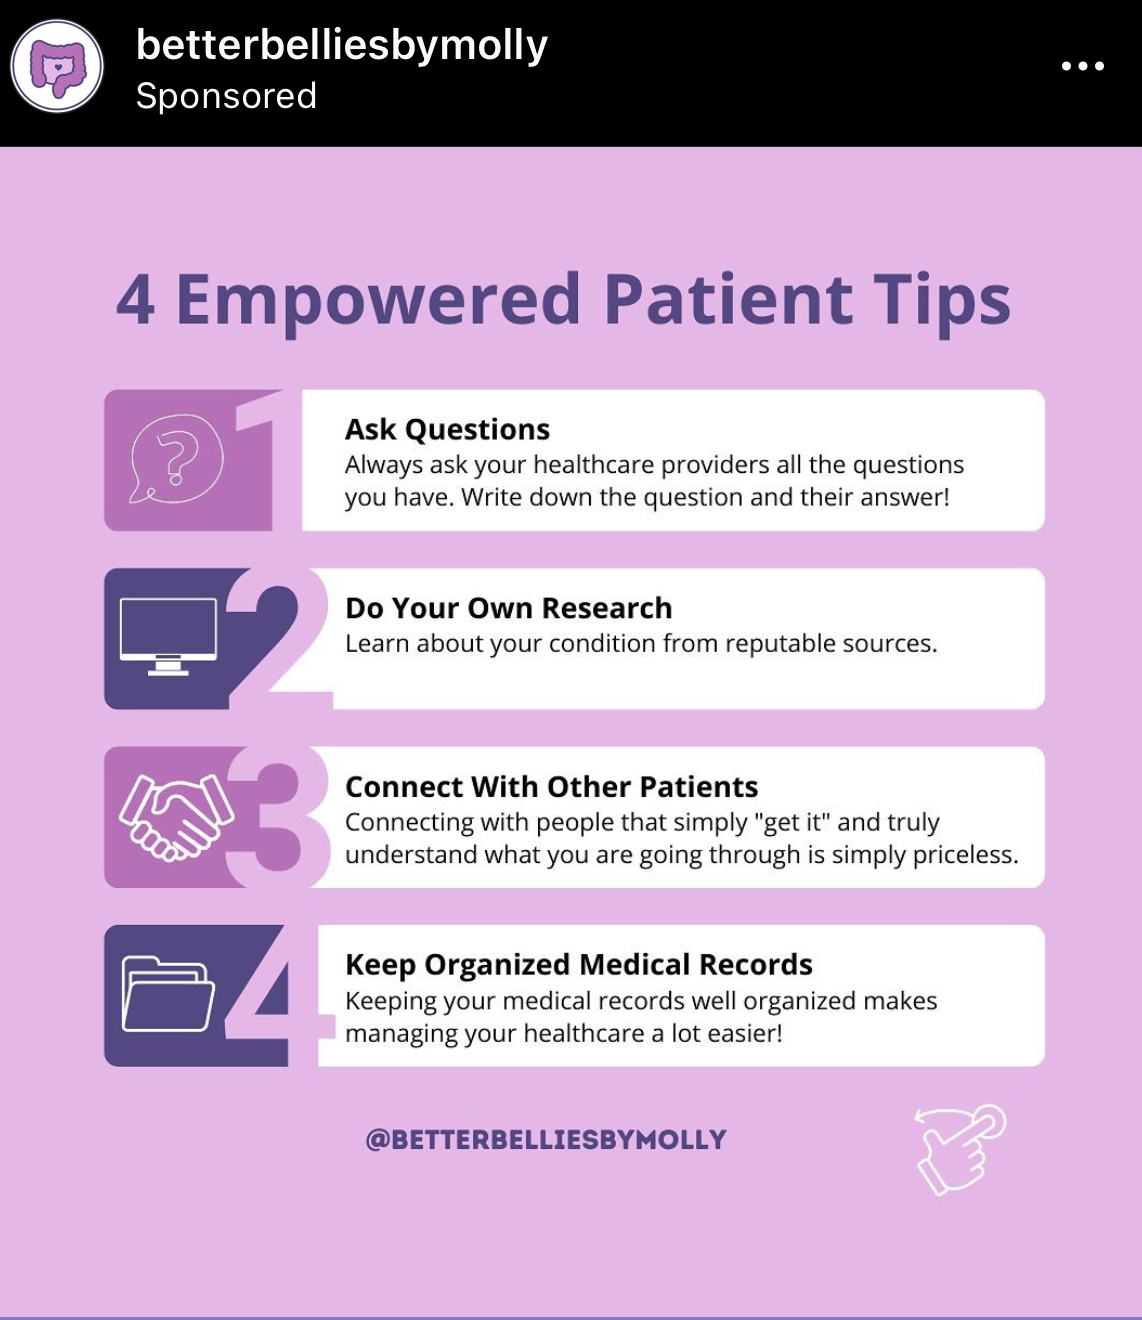 betterbelliesbymolly
Sponsored
4 Empowered Patient Tips
1
Ask Questions
Always ask your healthcare providers all the questions
you have. Write down the question and their answer!
2
Do Your Own Research
Learn about your condition from reputable sources.
3
Connect With Other Patients
Connecting with people that simply "get it" and truly
understand what you are going through is simply priceless.
4
Keep Organized Medical Records
Keeping your medical records well organized makes
managing your healthcare a lot easier!
@BETTERBELLIESBYMOLLY